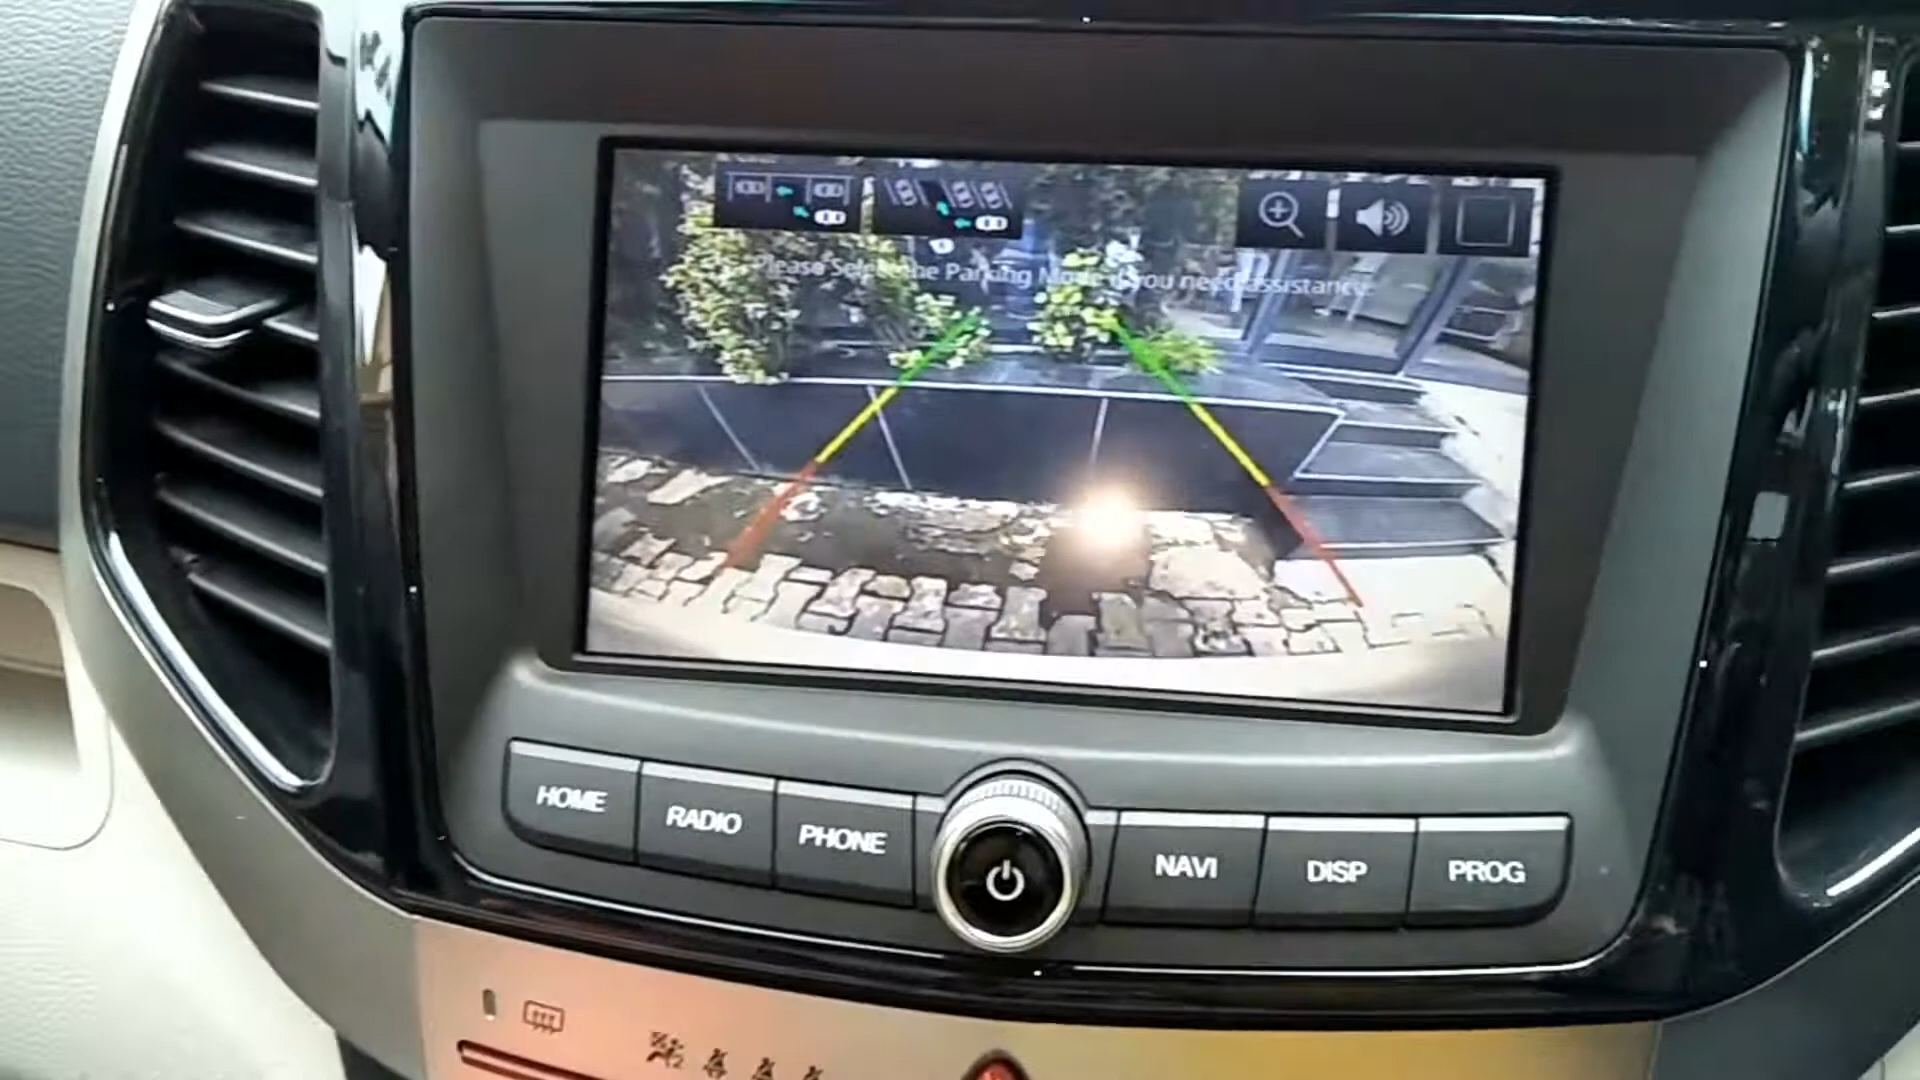 Please Select the Parking Mode if you need assistance.
HOME
RADIO
PHONE
NAVI
DISP
PROG